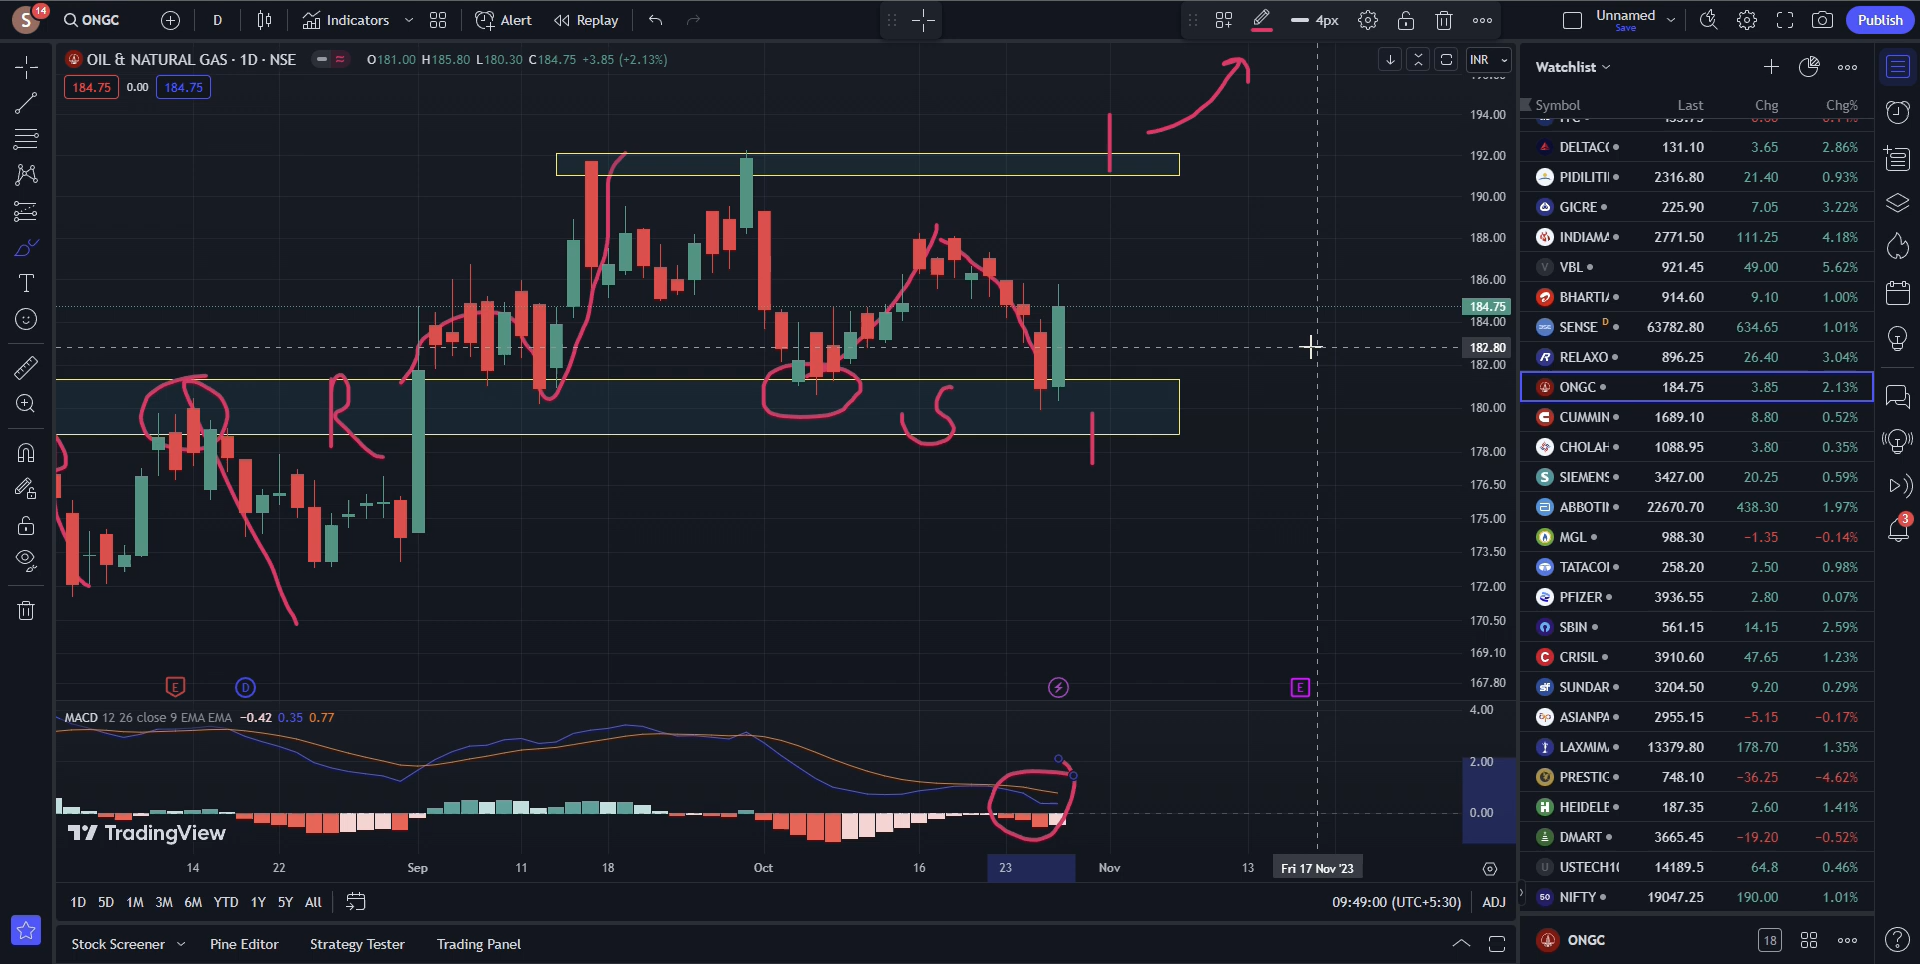 S 14 ONGC D Indicators Alert Replay 4px Unnamed Save Publish
OIL & NATURAL GAS · 1D · NSE O181.00 H185.80 L180.30 C184.75 +3.85 (+2.13%) INR
184.75 0.00 184.75
194.00
192.00
190.00
188.00
186.00
184.75
184.00
182.80
182.00
180.00
178.00
176.50
175.00
173.50
172.00
170.50
169.10
167.80
R
S
E D E
MACD 12 26 close 9 EMA EMA −0.42 0.35 0.77
4.00
2.00
0.00
TradingView
14 22 Sep 11 18 Oct 16 23 Nov 13 Fri 17 Nov '23
1D 5D 1M 3M 6M YTD 1Y 5Y All 09:49:00 (UTC+5:30) ADJ
Stock Screener Pine Editor Strategy Tester Trading Panel
Watchlist
Symbol Last Chg Chg%
DELTAC 131.10 3.65 2.86%
PIDILITI 2316.80 21.40 0.93%
GICRE 225.90 7.05 3.22%
INDIAMA 2771.50 111.25 4.18%
V VBL 921.45 49.00 5.62%
BHARTIA 914.60 9.10 1.00%
SENSE D 63782.80 634.65 1.01%
RELAXO 896.25 26.40 3.04%
ONGC 184.75 3.85 2.13%
CUMMIN 1689.10 8.80 0.52%
CHOLAH 1088.95 3.80 0.35%
S SIEMENS 3427.00 20.25 0.59%
ABBOTIN 22670.70 438.30 1.97%
MGL 988.30 −1.35 −0.14%
TATACO 258.20 2.50 0.98%
PFIZER 3936.55 2.80 0.07%
SBIN 561.15 14.15 2.59%
CRISIL 3910.60 47.65 1.23%
SUNDAR 3204.50 9.20 0.29%
ASIANPA 2955.15 −5.15 −0.17%
LAXMIM 13379.80 178.70 1.35%
PRESTIG 748.10 −36.25 −4.62%
H HEIDELB 187.35 2.60 1.41%
DMART 3665.45 −19.20 −0.52%
U USTECH10 14189.5 64.8 0.46%
50 NIFTY 19047.25 190.00 1.01%
ONGC 18
3